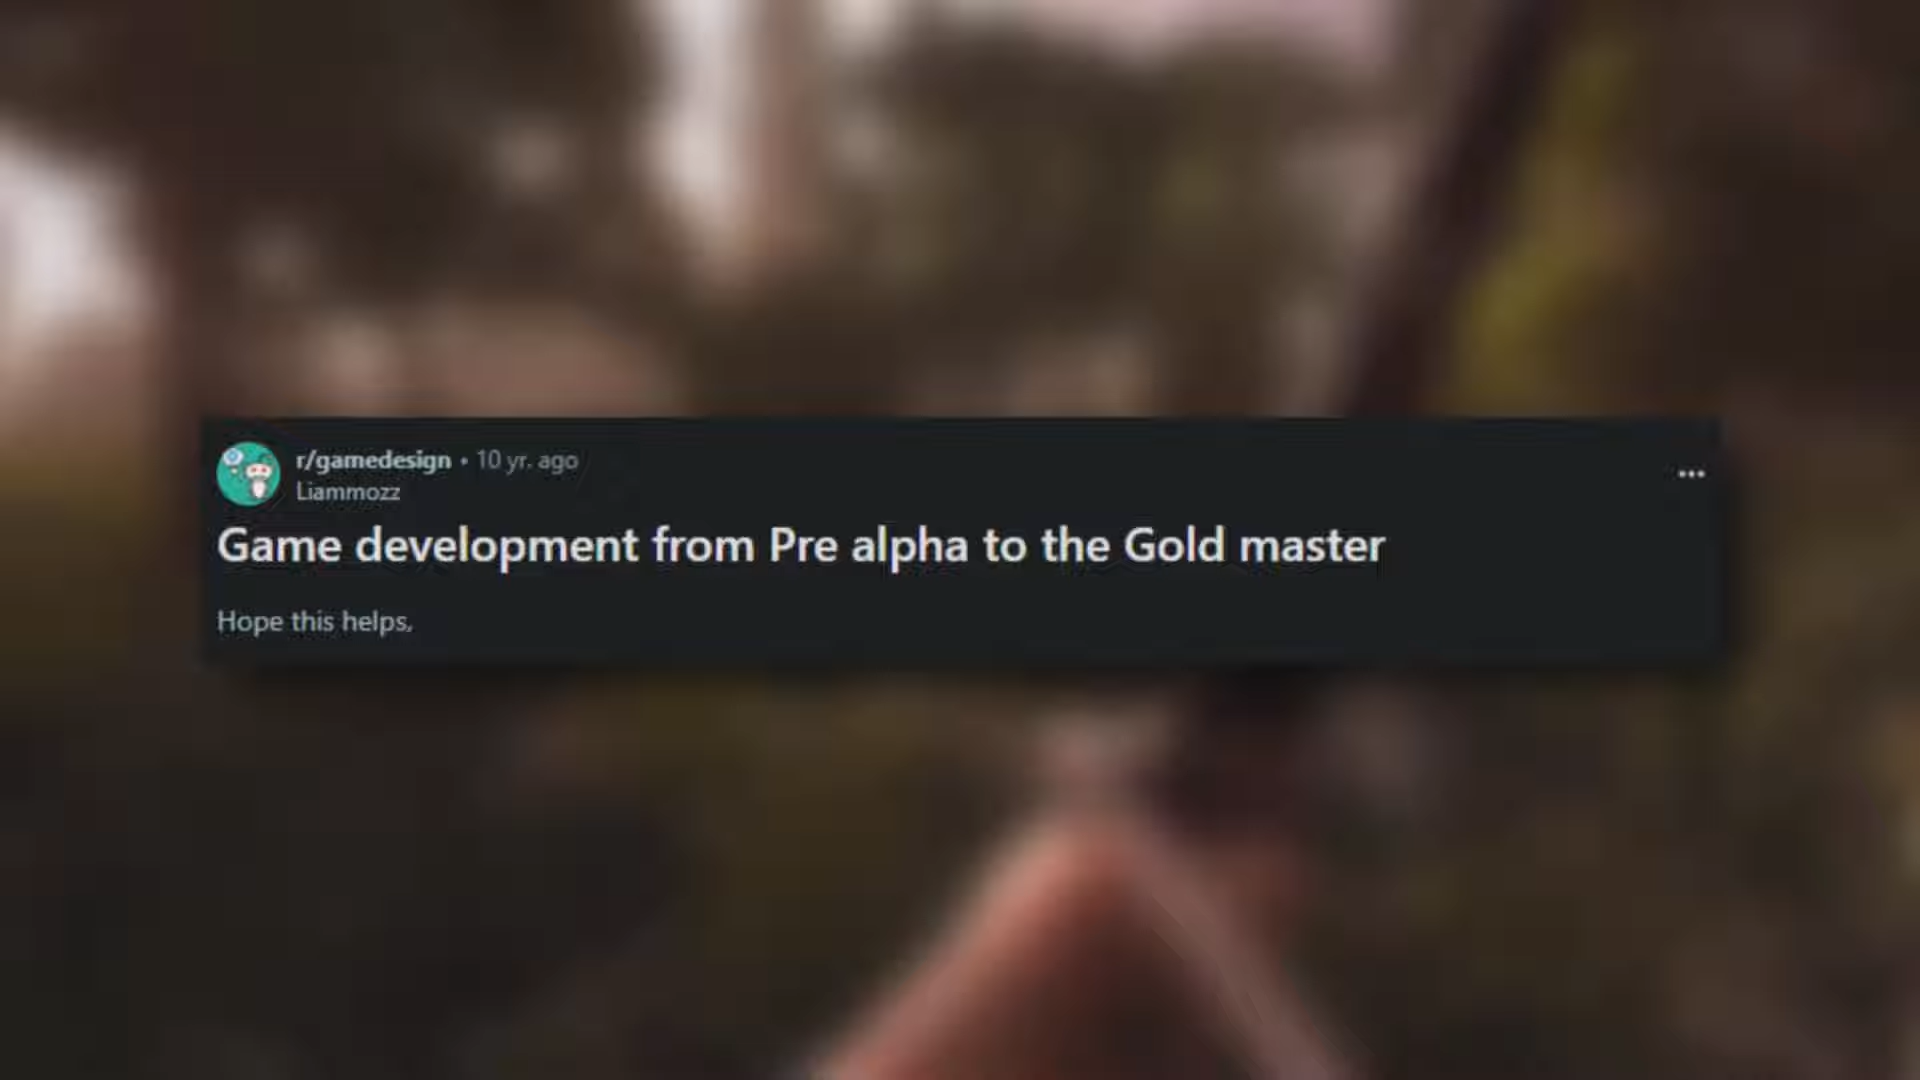 r/gamedesign • 10 yr. ago
Liammozz
Game development from Pre alpha to the Gold master
Hope this helps,